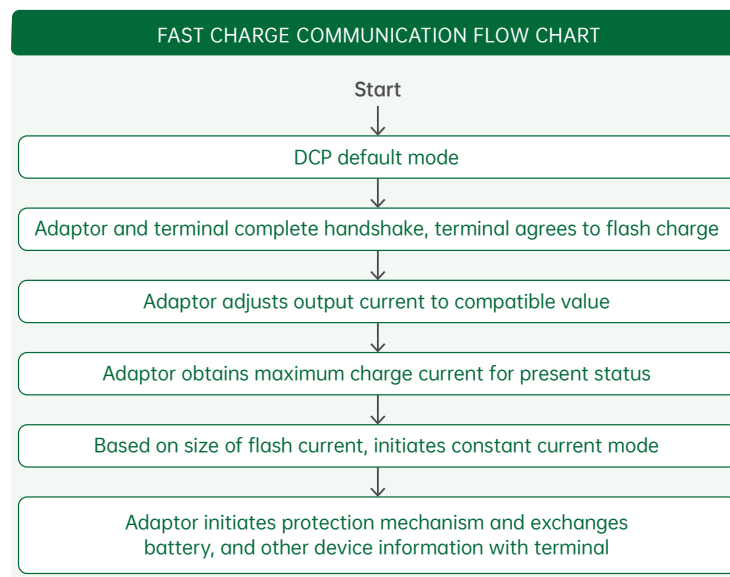 FAST CHARGE COMMUNICATION FLOW CHART
Start
DCP default mode
Adaptor and terminal complete handshake, terminal agrees to flash charge
Adaptor adjusts output current to compatible value
Adaptor obtains maximum charge current for present status
Based on size of flash current, initiates constant current mode
Adaptor initiates protection mechanism and exchanges
battery, and other device information with terminal